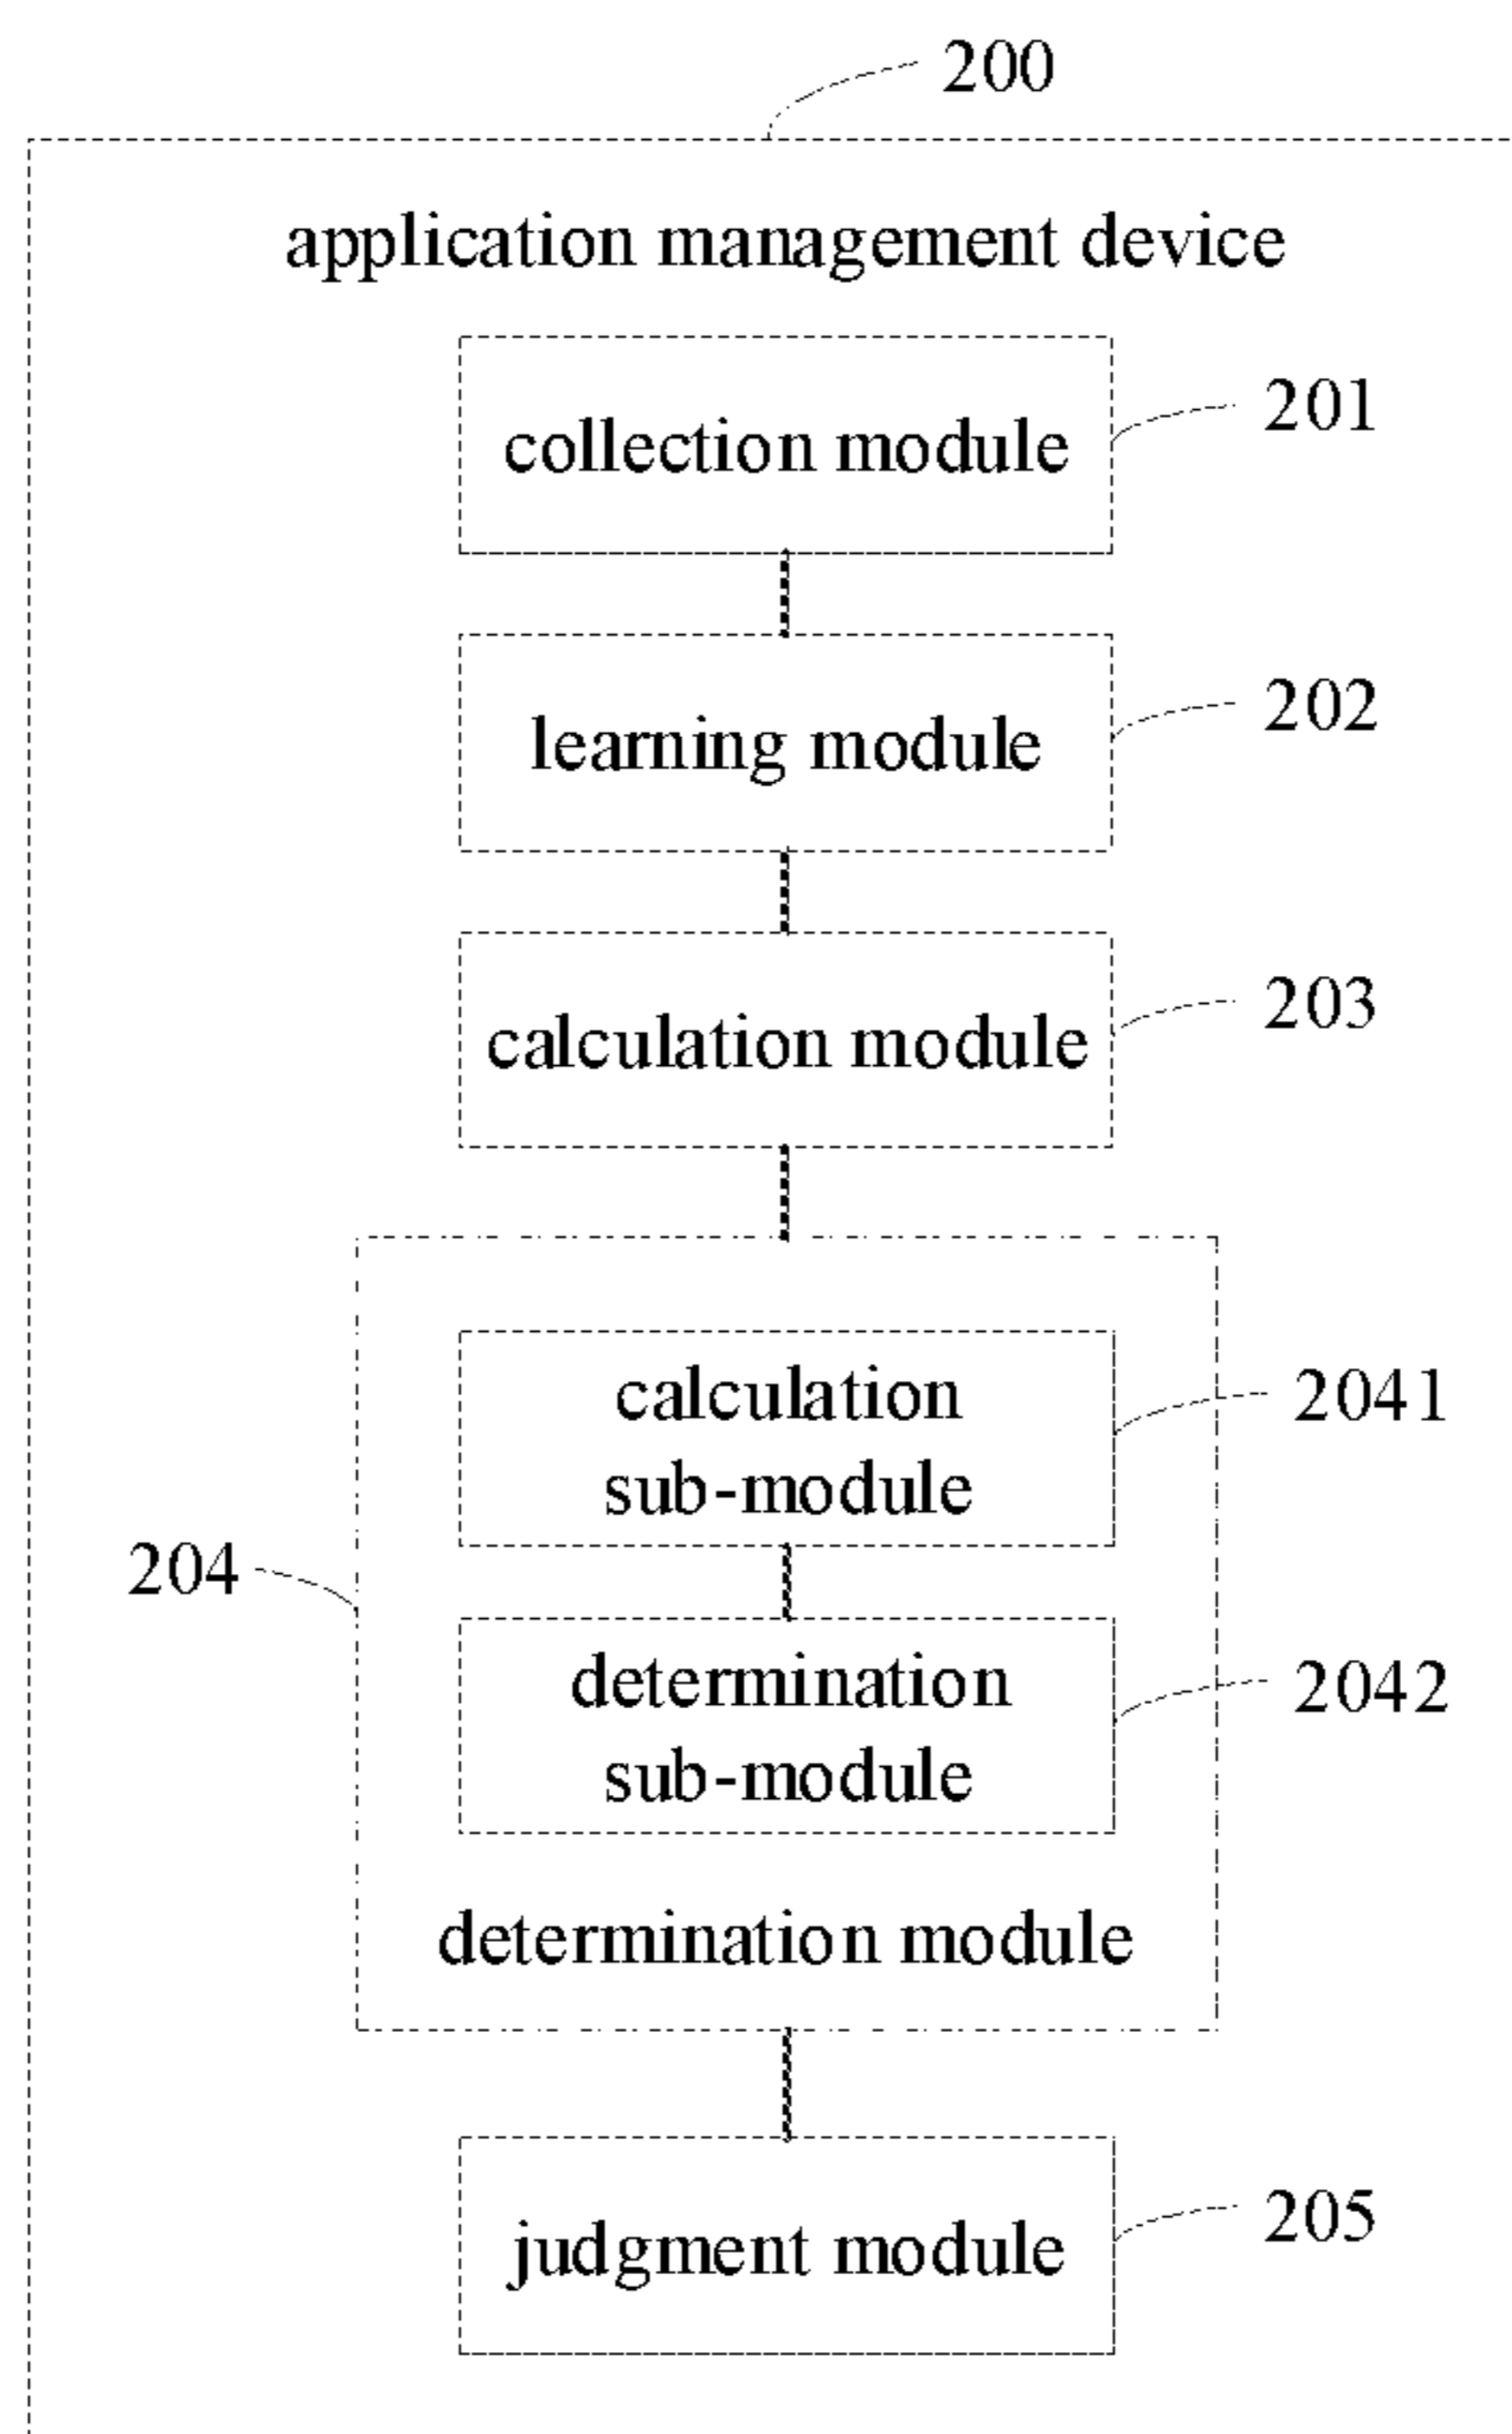 200
application management device
collection module
201
learning module
202
calculation module
203
calculation
sub-module
2041
204
determination
sub-module
2042
determination module
judgment module
205